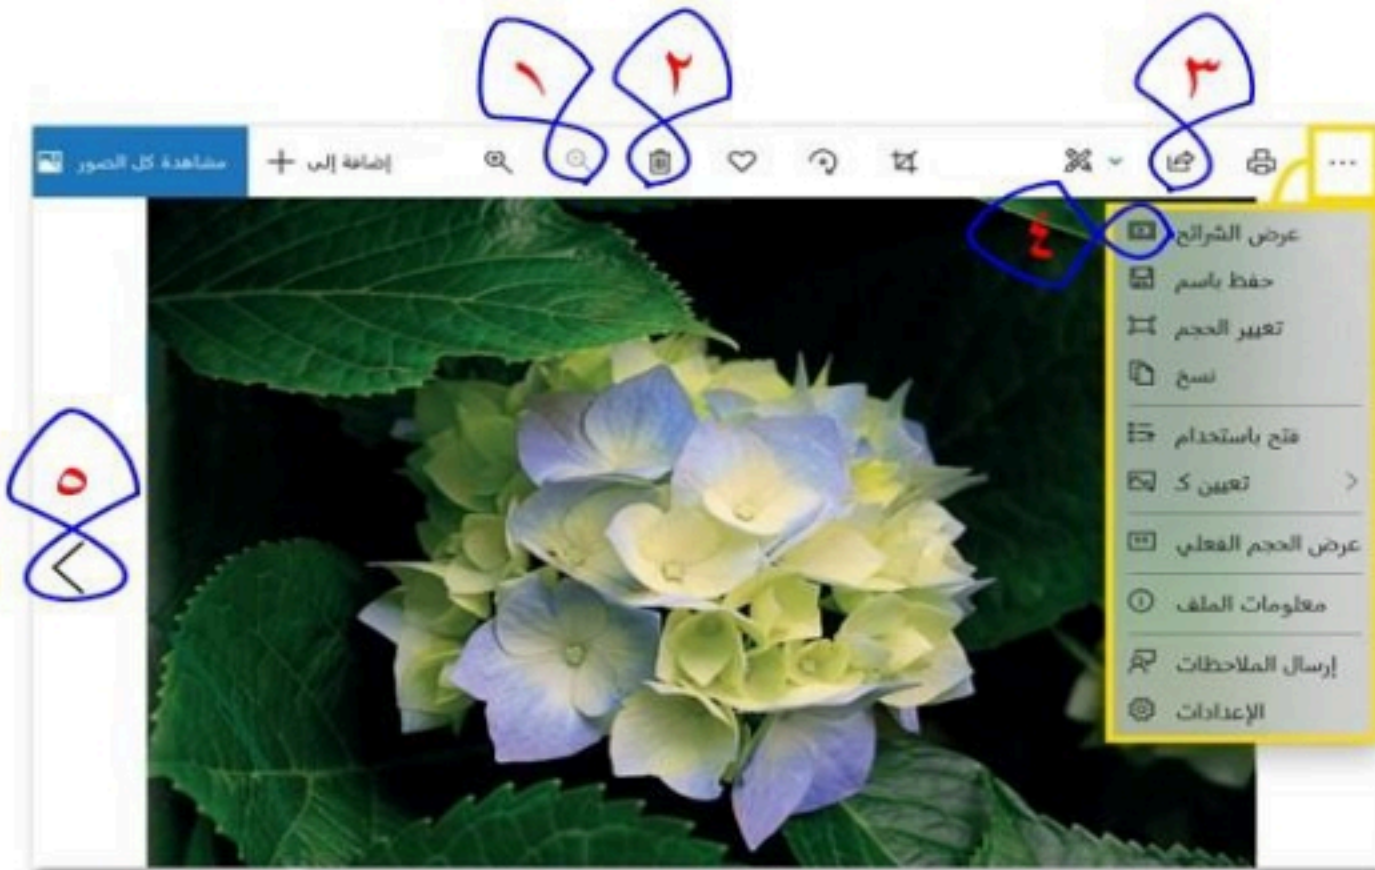 ١
٢
٣
مشاهدة كل الصور
إضافة إلى
٤
عرض الشرائح
حفظ باسم
تغيير الحجم
نسخ
فتح باستخدام
تعيين ك
٥
عرض الحجم الفعلي
معلومات الملف
إرسال الملاحظات
الإعدادات